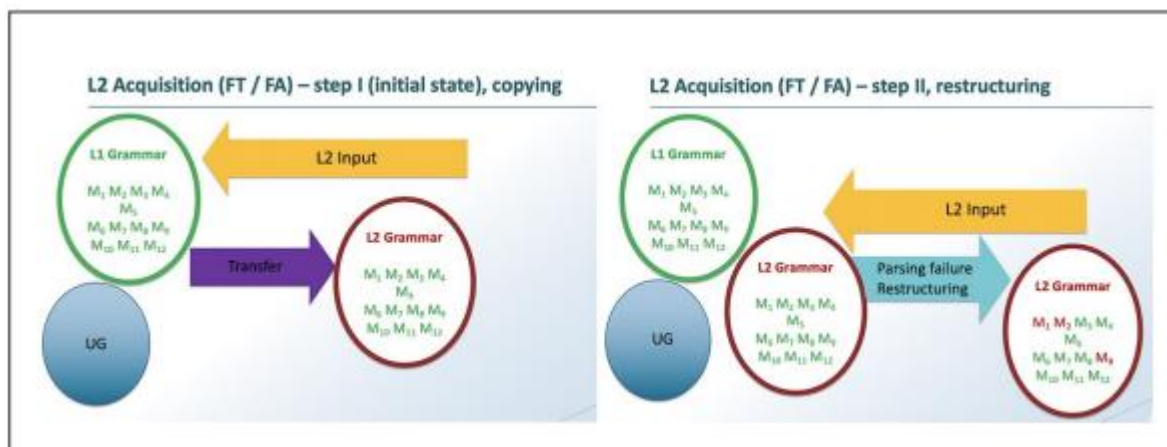 L2 Acquisition (FT / FA) – step I (initial state), copying
L1 Grammar
M₁ M₂ M₃ M₄
M₅
M₆ M₇ M₈ M₉
M₁₀ M₁₁ M₁₂
L2 Input
Transfer
L2 Grammar
M₁ M₂ M₃ M₄
M₅
M₆ M₇ M₈ M₉
M₁₀ M₁₁ M₁₂
UG
L2 Acquisition (FT / FA) – step II, restructuring
L1 Grammar
M₁ M₂ M₃ M₄
M₅
M₆ M₇ M₈ M₉
M₁₀ M₁₁ M₁₂
L2 Input
L2 Grammar
M₁ M₂ M₃ M₄
M₅
M₆ M₇ M₈ M₉
M₁₀ M₁₁ M₁₂
Parsing failure
Restructuring
L2 Grammar
M₁ M₂ M₃ M₄
M₅
M₆ M₇ M₈ M₉
M₁₀ M₁₁ M₁₂
UG